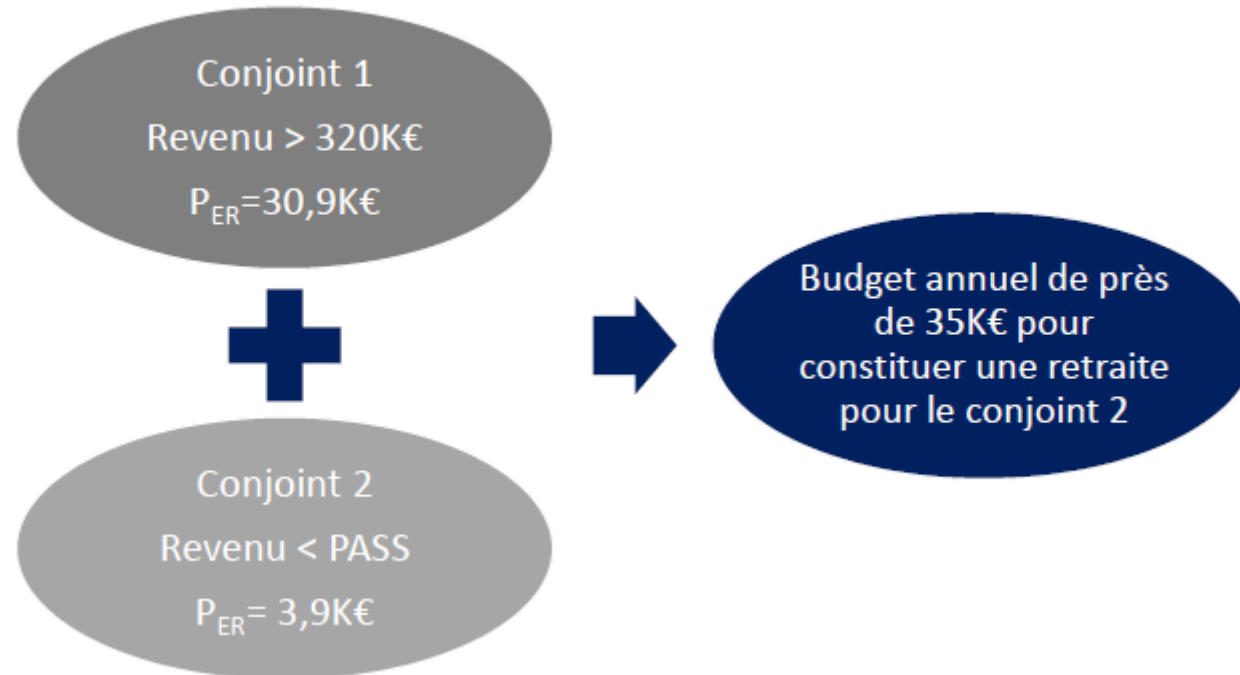 Conjoint 1
Revenu > 320K€
PER=30,9K€
Conjoint 2
Revenu < PASS
PER= 3,9K€
Budget annuel de près
de 35K€ pour
constituer une retraite
pour le conjoint 2